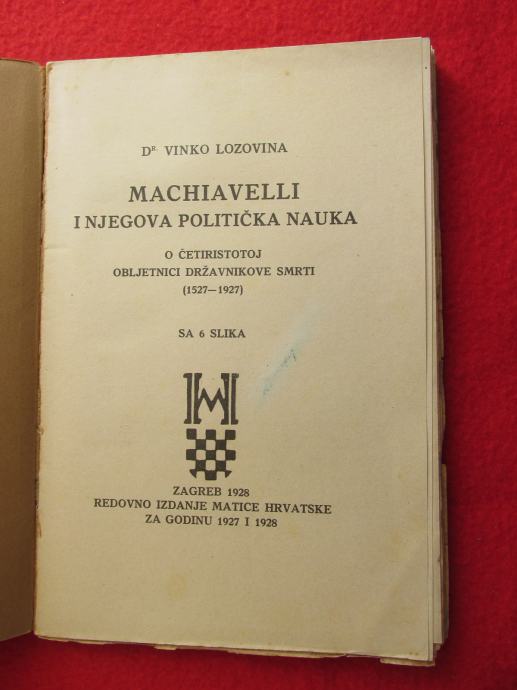 Dr. VINKO LOZOVINA
MACHIAVELLI
I NJEGOVA POLITIČKA NAUKA
O ČETIRISTOTOJ
OBLJETNICI DRŽAVNIKOVE SMRTI
(1527—1927)
SA 6 SLIKA
MH
ZAGREB 1928
REDOVNO IZDANJE MATICE HRVATSKE
ZA GODINU 1927 I 1928